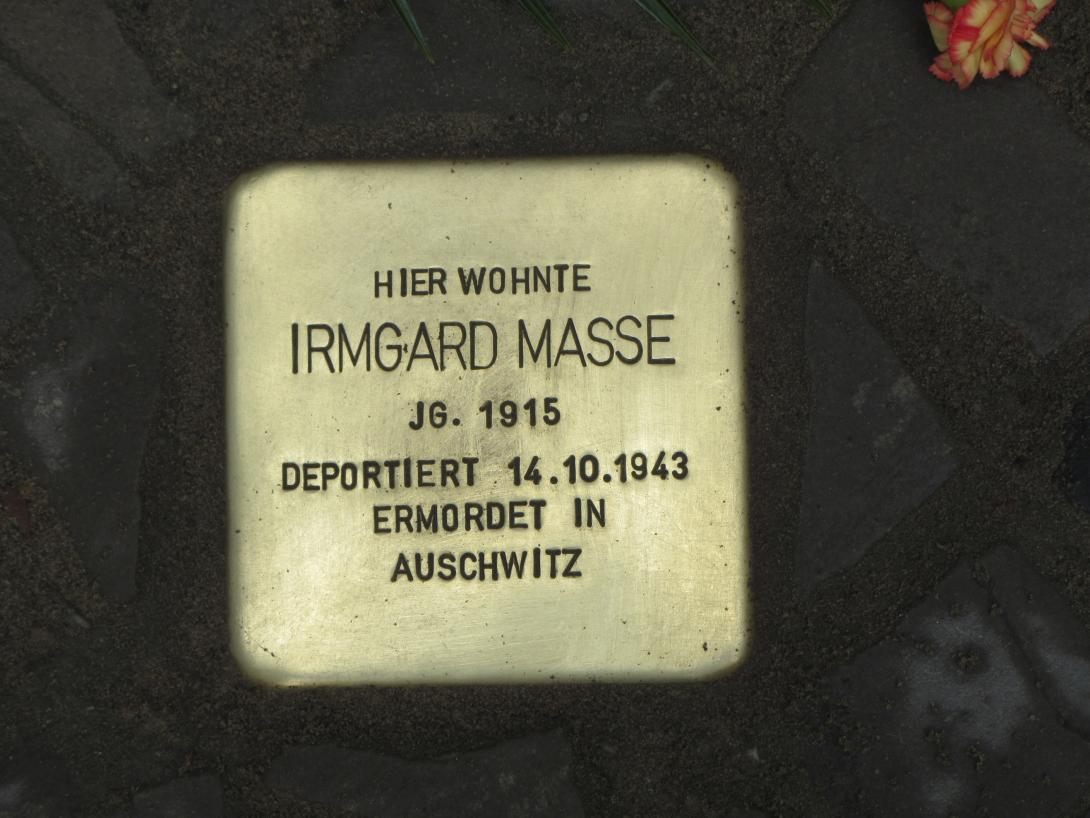 HIER WOHNTE
IRMGARD MASSE
JG. 1915
DEPORTIERT 14.10.1943
ERMORDET IN
AUSCHWITZ